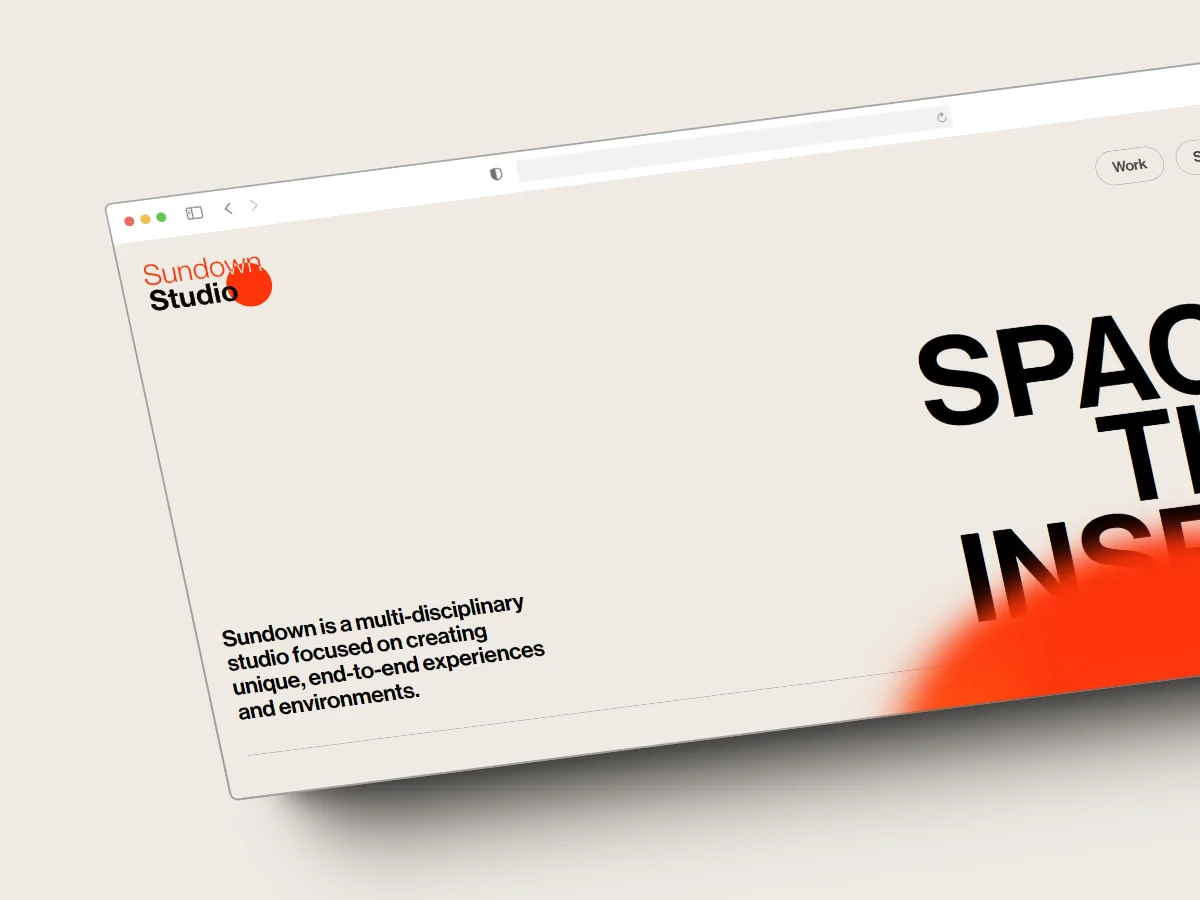 Work
Sundown
Studio
SPAC
TH
INSP
Sundown is a multi-disciplinary
studio focused on creating
unique, end-to-end experiences
and environments.